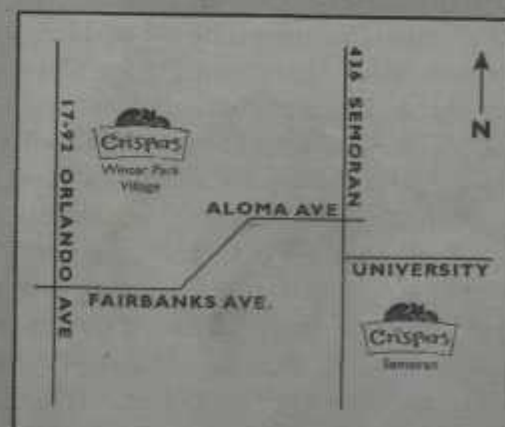 17-92 ORLANDO AVE
Crispers
Winter Park
Village
436 SEMORAN
N
ALOMA AVE
UNIVERSITY
FAIRBANKS AVE.
Crispers
Semoran